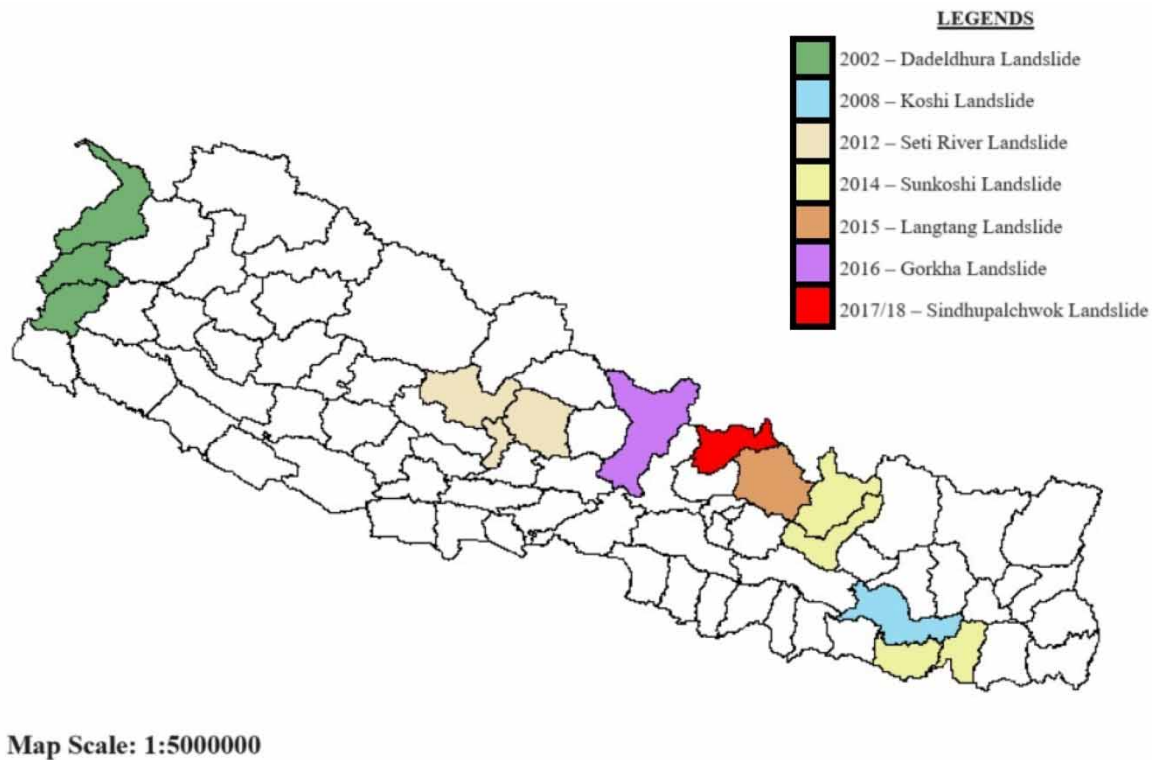 LEGENDS
2002 – Dadeldhura Landslide
2008 – Koshi Landslide
2012 – Seti River Landslide
2014 – Sunkoshi Landslide
2015 – Langtang Landslide
2016 – Gorkha Landslide
2017/18 – Sindhupalchwok Landslide
Map Scale: 1:5000000